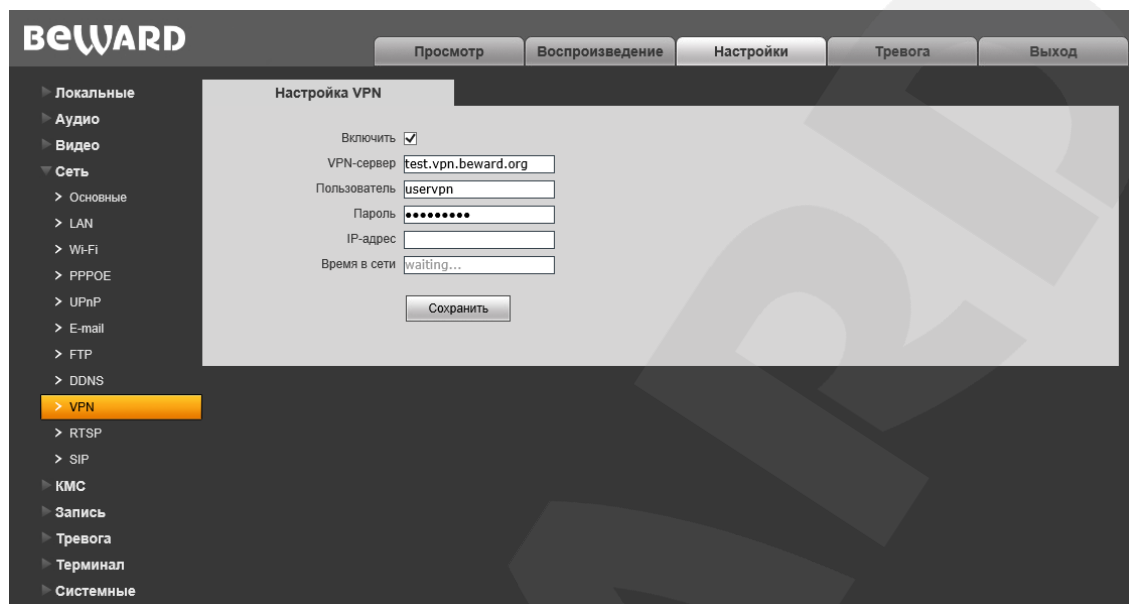 BEWARD
Просмотр
Воспроизведение
Настройки
Тревога
Выход
Локальные
Аудио
Видео
Сеть
Основные
LAN
Wi-Fi
PPPOE
UPnP
E-mail
FTP
DDNS
VPN
RTSP
SIP
КМС
Запись
Тревога
Терминал
Системные
Настройка VPN
Включить
VPN-сервер test.vpn.beward.org
Пользователь uservpn
Пароль •••••••••
IP-адрес
Время в сети waiting...
Сохранить